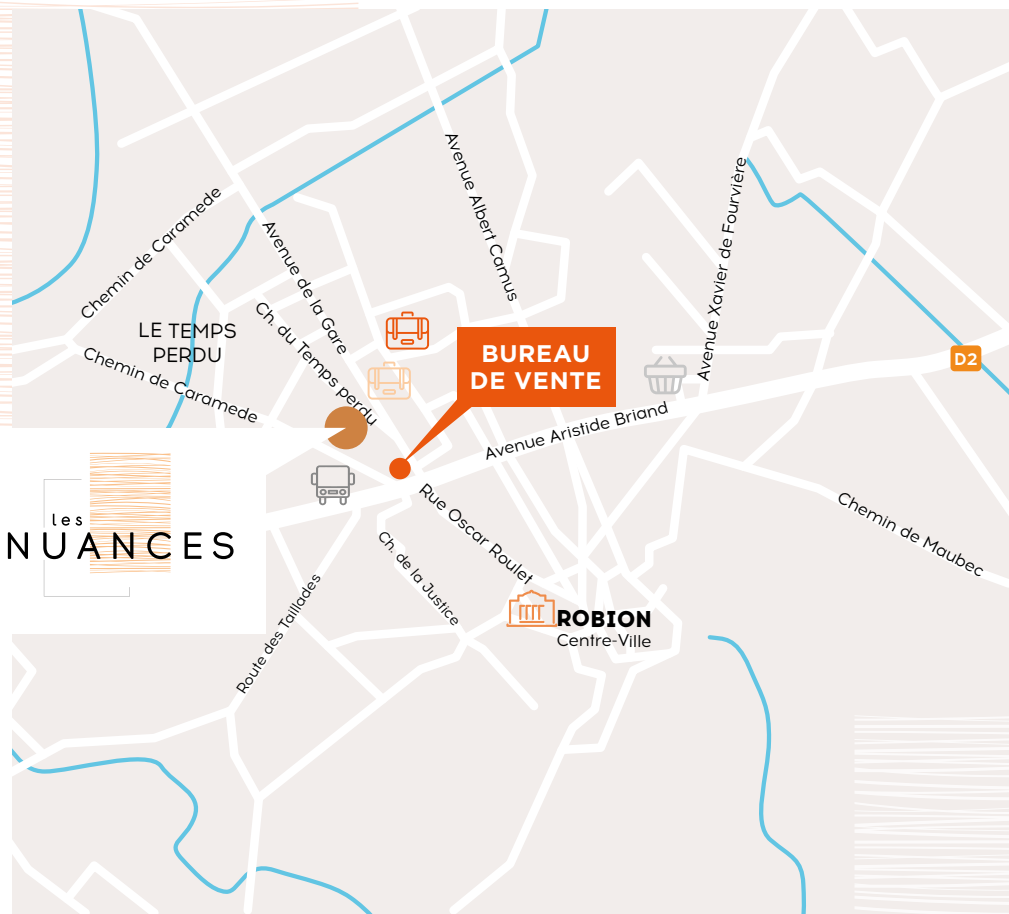 Avenue Albert Camus
Avenue Xavier de Fourvière
Chemin de Caramede
Avenue de la Gare
Ch. du Temps perdu
LE TEMPS
PERDU
Chemin de Caramede
BUREAU
DE VENTE
D2
Avenue Aristide Briand
les
NUANCES
Rue Oscar Roulet
Chemin de Maubec
Ch. de la Justice
Route des Taillades
ROBION
Centre-Ville